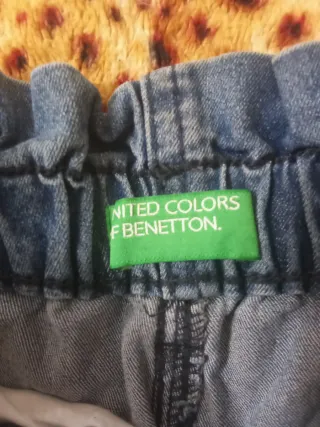 NITED COLORS
F BENETTON.